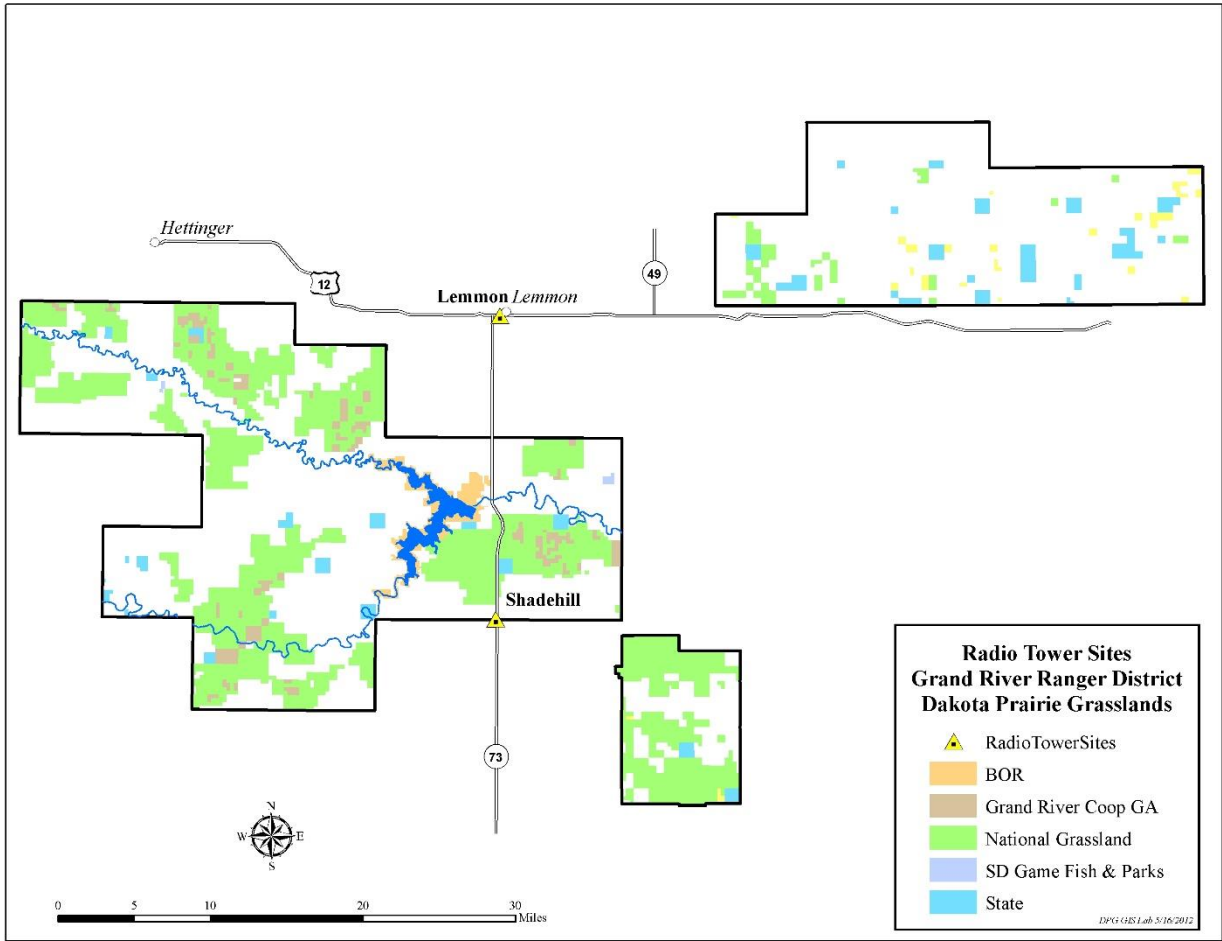 Hettinger
12
49
Lemmon Lemmon
Shadehill
73
N
W E
S
0 5 10 20 30
Miles
Radio Tower Sites
Grand River Ranger District
Dakota Prairie Grasslands
RadioTowerSites
BOR
Grand River Coop GA
National Grassland
SD Game Fish & Parks
State
DPG GIS Lab 5/16/2012